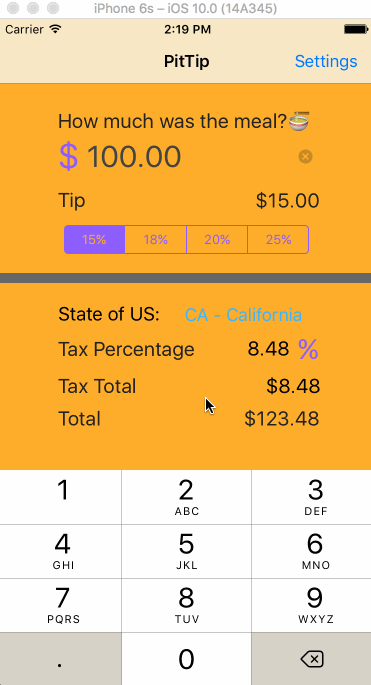 iPhone 6s – iOS 10.0 (14A345)
Carrier 2:19 PM
PitTip Settings
How much was the meal?🍜
$ 100.00
Tip $15.00
15% 18% 20% 25%
State of US: CA - California
Tax Percentage 8.48 %
Tax Total $8.48
Total $123.48
1 2 3
ABC DEF
4 5 6
GHI JKL MNO
7 8 9
PQRS TUV WXYZ
. 0